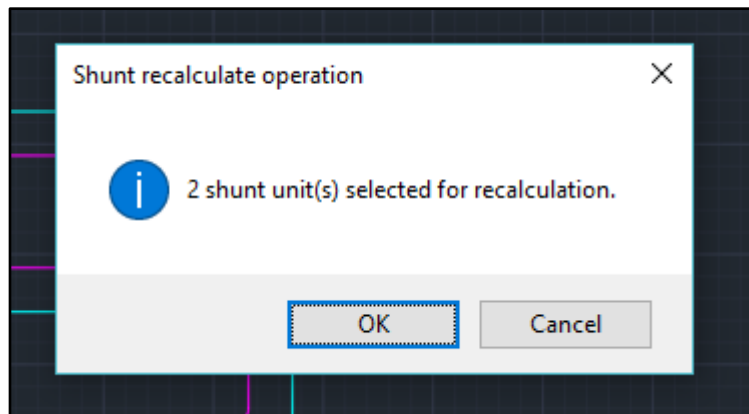 Shunt recalculate operation
2 shunt unit(s) selected for recalculation.
OK
Cancel